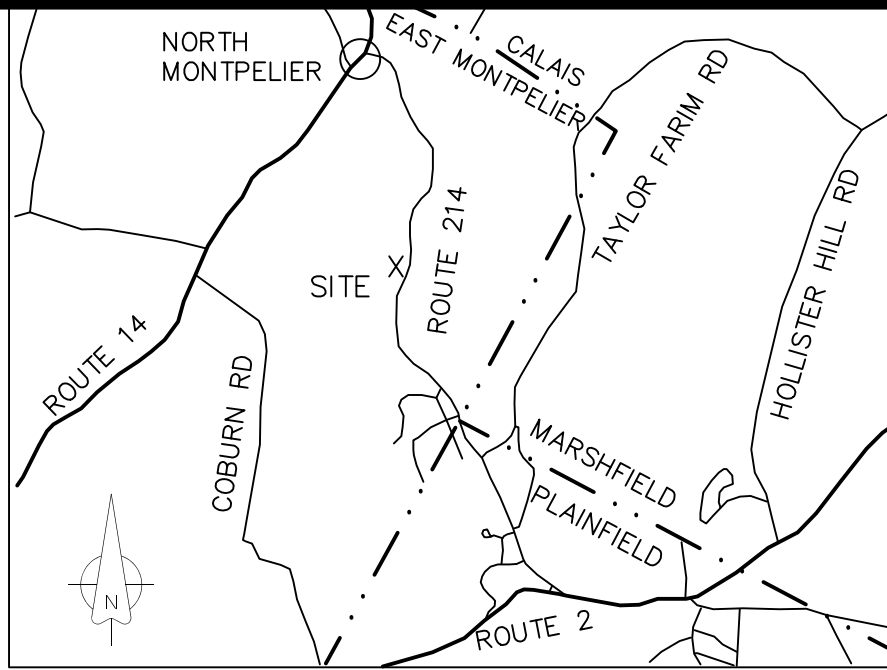 NORTH
MONTPELIER
CALAIS
EAST MONTPELIER
TAYLOR FARIM RD
HOLLISTER HILL RD
ROUTE 214
SITE X
ROUTE 14
COBURN RD
MARSHFIELD
PLAINFIELD
N
ROUTE 2